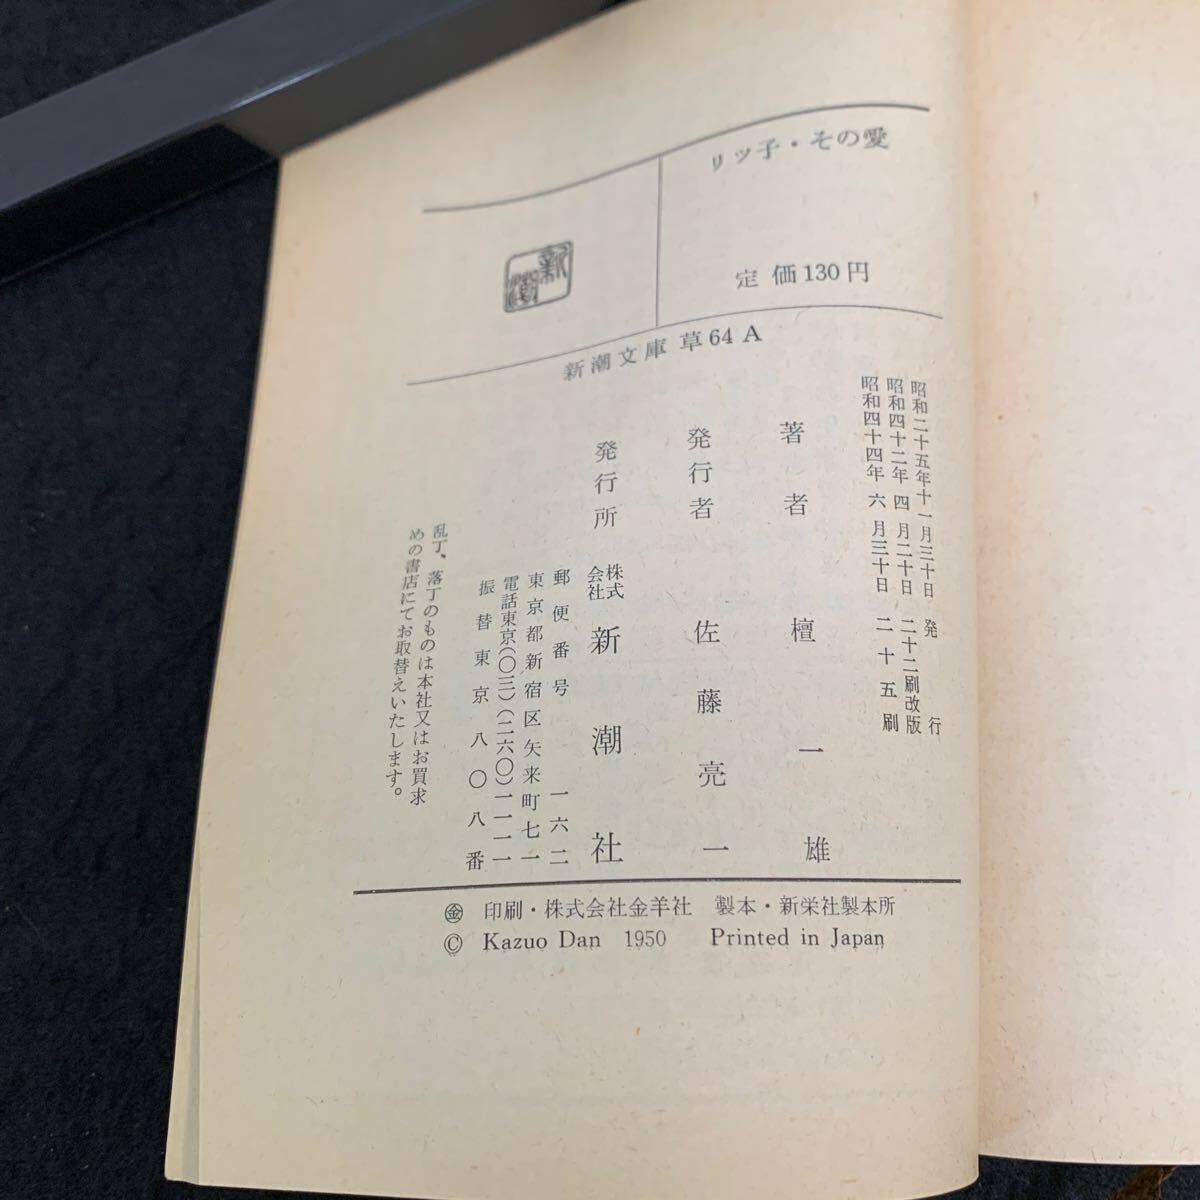 リツ子・その愛
定価130円
新潮
新潮文庫 草64A
昭和二十五年十一月三十日 発行
昭和四十二年四月二十日 二十二刷改版
昭和四十四年六月三十日 二十五刷
著者 檀一雄
発行者 佐藤亮一
発行所 株式会社 新潮社
郵便番号 一六二
東京都新宿区矢来町七一
電話東京(〇三)(二六〇)一一一一
振替東京八〇八番
乱丁、落丁のものは本社又はお買求
めの書店にてお取替えいたします。
㊎ 印刷・株式会社金羊社 製本・新栄社製本所
© Kazuo Dan 1950 Printed in Japan